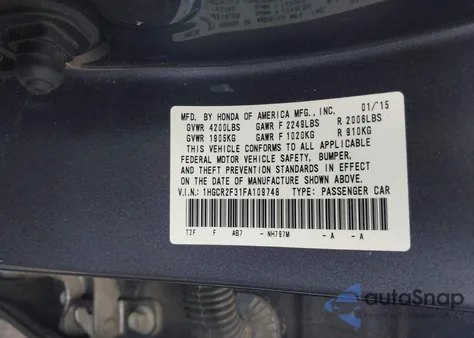 MFD. BY HONDA OF AMERICA MFG., INC. 01/15
GVWR 4200LBS GAWR F 2249LBS R 2006LBS
GVWR 1905KG GAWR F 1020KG R 910KG
THIS VEHICLE CONFORMS TO ALL APPLICABLE
FEDERAL MOTOR VEHICLE SAFETY, BUMPER,
AND THEFT PREVENTION STANDARDS IN EFFECT
ON THE DATE OF MANUFACTURE SHOWN ABOVE.
V.I.N.: 1HGCR2F31FA109748 TYPE: PASSENGER CAR
T2F F AB7 - NH797M - A - A
autoSnap